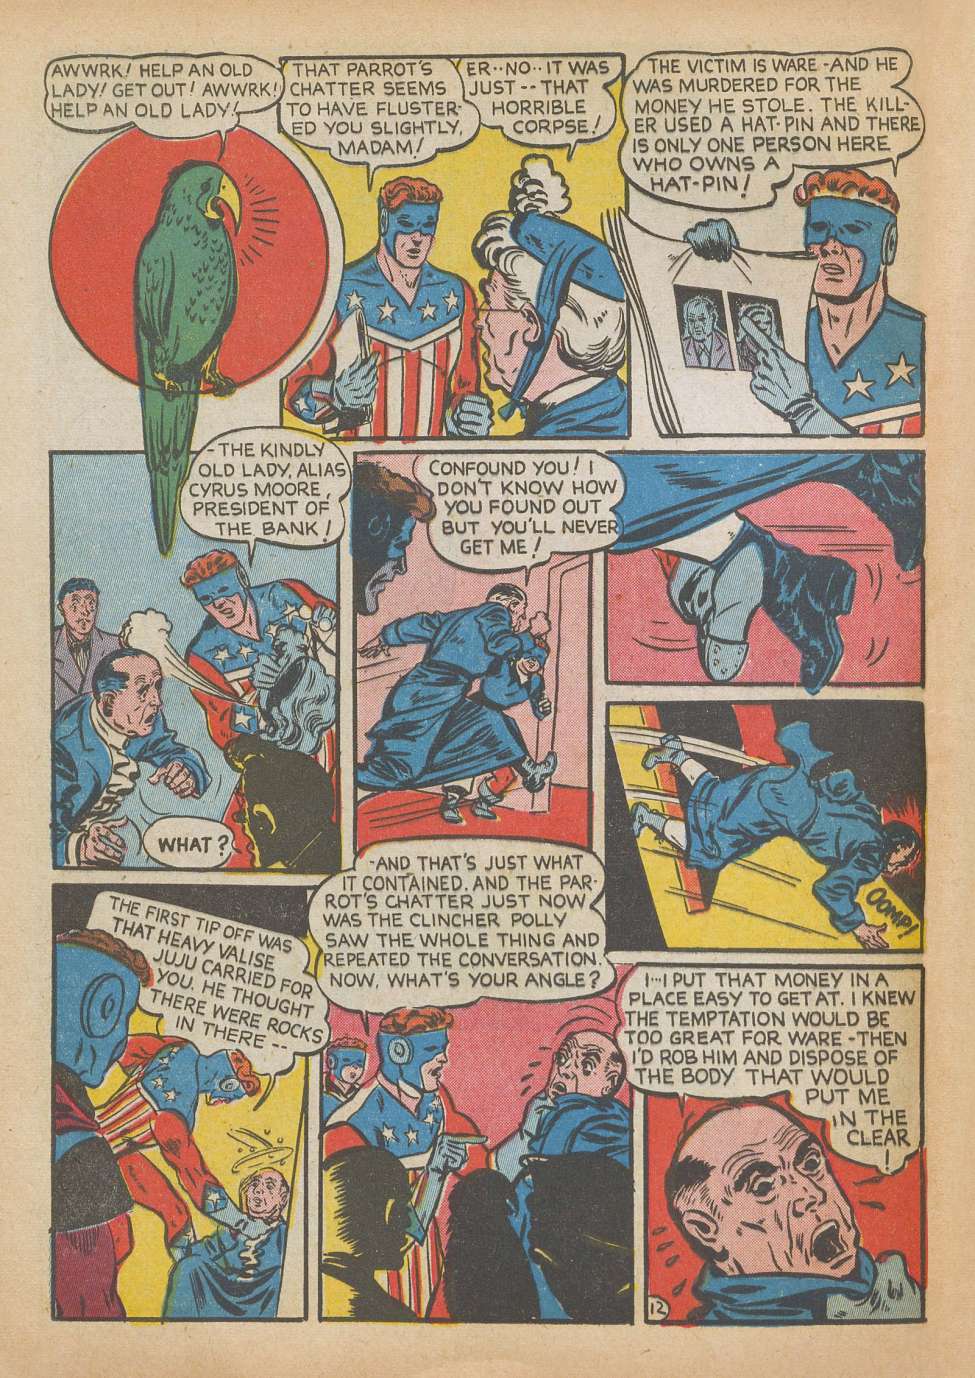 AWWRK! HELP AN OLD
LADY! GET OUT! AWWRK!
HELP AN OLD LADY!
THAT PARROT'S
CHATTER SEEMS
TO HAVE FLUSTER-
ED YOU SLIGHTLY,
MADAM!
ER··NO··IT WAS
JUST -- THAT
HORRIBLE
CORPSE!
THE VICTIM IS WARE -AND HE
WAS MURDERED FOR THE
MONEY HE STOLE. THE KILL-
ER USED A HAT-PIN AND THERE
IS ONLY ONE PERSON HERE
WHO OWNS A
HAT-PIN!
-THE KINDLY
OLD LADY, ALIAS
CYRUS MOORE,
PRESIDENT OF
THE BANK!
WHAT?
CONFOUND YOU! I
DON'T KNOW HOW
YOU FOUND OUT
BUT YOU'LL NEVER
GET ME!
OOMP!
THE FIRST TIP OFF WAS
THAT HEAVY VALISE
JUJU CARRIED FOR
YOU. HE THOUGHT
THERE WERE ROCKS
IN THERE --
-AND THAT'S JUST WHAT
IT CONTAINED. AND THE PAR-
ROT'S CHATTER JUST NOW
WAS THE CLINCHER POLLY
SAW THE WHOLE THING AND
REPEATED THE CONVERSATION.
NOW, WHAT'S YOUR ANGLE?
I--I PUT THAT MONEY IN A
PLACE EASY TO GET AT. I KNEW
THE TEMPTATION WOULD BE
TOO GREAT FOR WARE -THEN
I'D ROB HIM AND DISPOSE OF
THE BODY THAT WOULD
PUT ME
IN THE
CLEAR
!
12